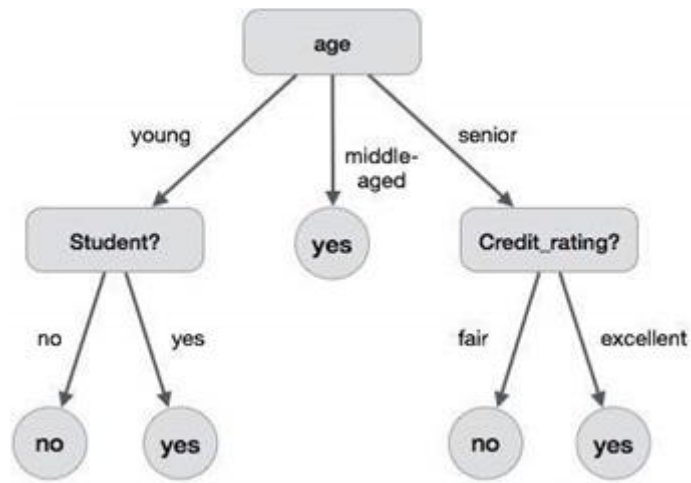 age
young
middle-
aged
senior
Student?
yes
Credit_rating?
no
yes
fair
excellent
no
yes
no
yes